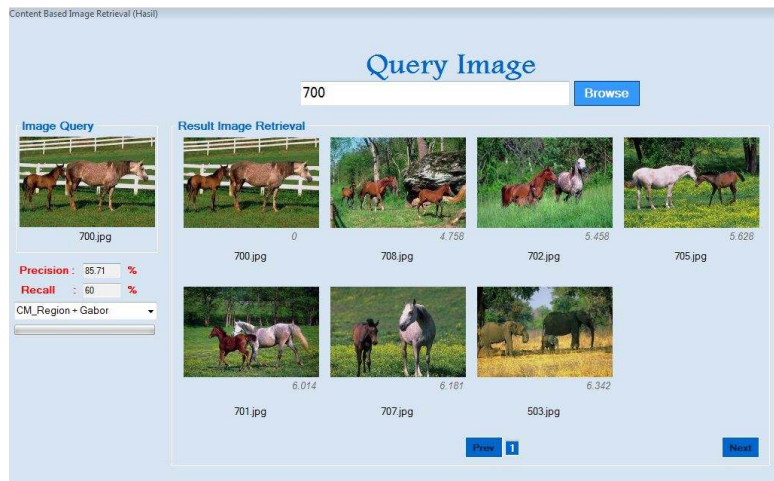 Content Based Image Retrieval (Hasil)
Query Image
700
Browse
Image Query
700.jpg
Precision : 85.71 %
Recall : 60 %
CM_Region + Gabor
Result Image Retrieval
0
4.758
5.458
5.628
700.jpg
708.jpg
702.jpg
705.jpg
6.014
6.181
6.342
701.jpg
707.jpg
503.jpg
Prev 1 Next